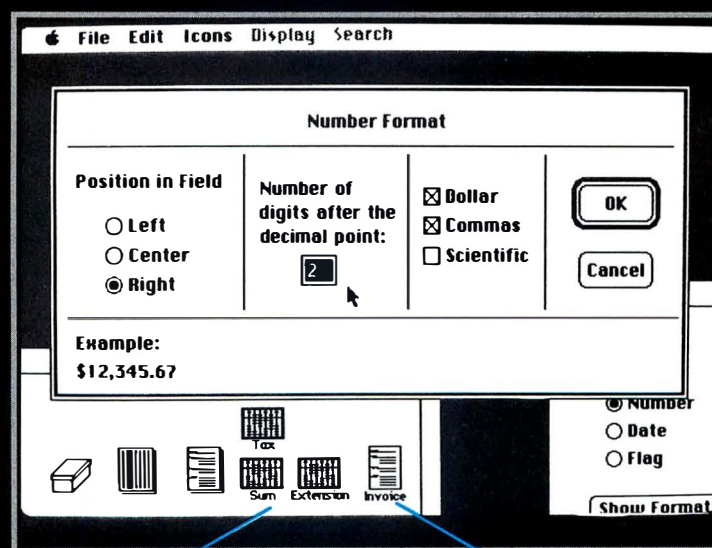 File Edit Icons Display Search
Number Format
Position in Field
Left
Center
Right
Number of
digits after the
decimal point:
2
Dollar
Commas
Scientific
OK
Cancel
Example:
$12,345.67
Number
Date
Flag
Show Format
Tax
Sum Extension Invoice